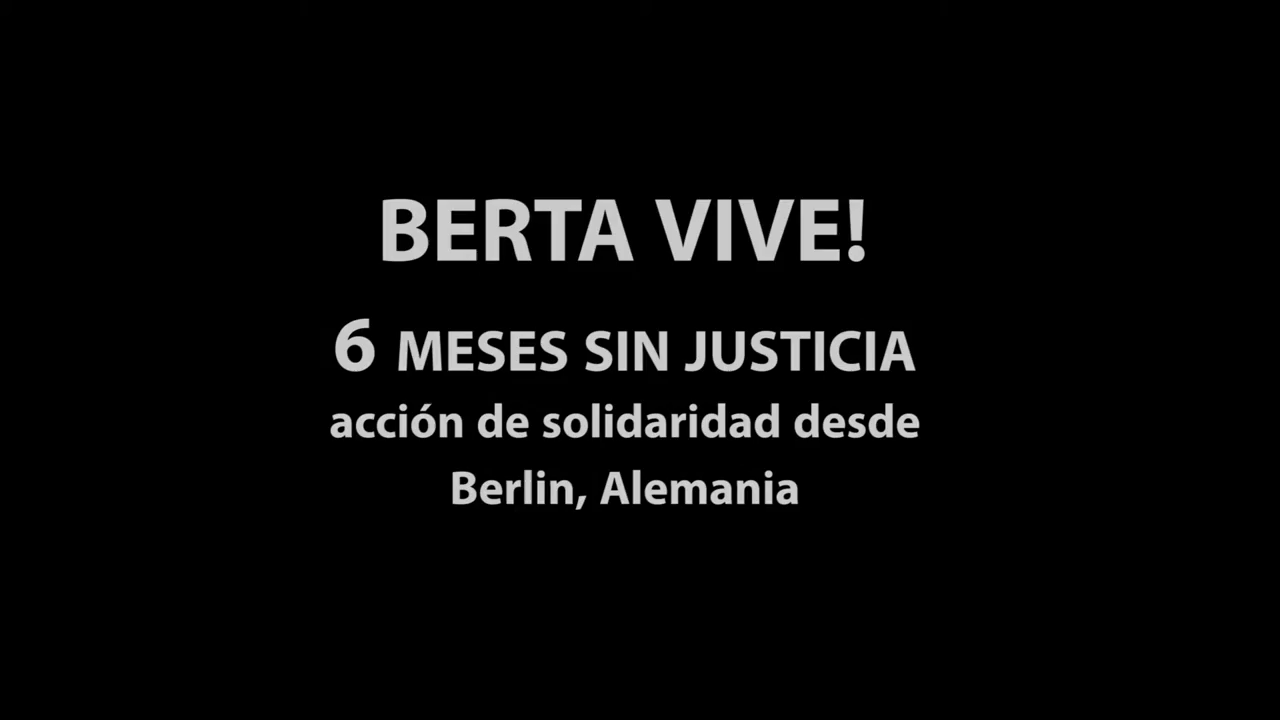 BERTA VIVE!
6 MESES SIN JUSTICIA
acción de solidaridad desde
Berlin, Alemania